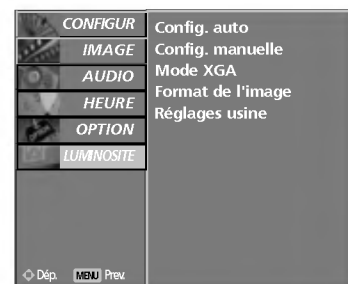 CONFIGUR
IMAGE
AUDIO
HEURE
OPTION
LUMINOSITE
Config. auto
Config. manuelle
Mode XGA
Format de l'image
Réglages usine
Dép. MENU Prev.